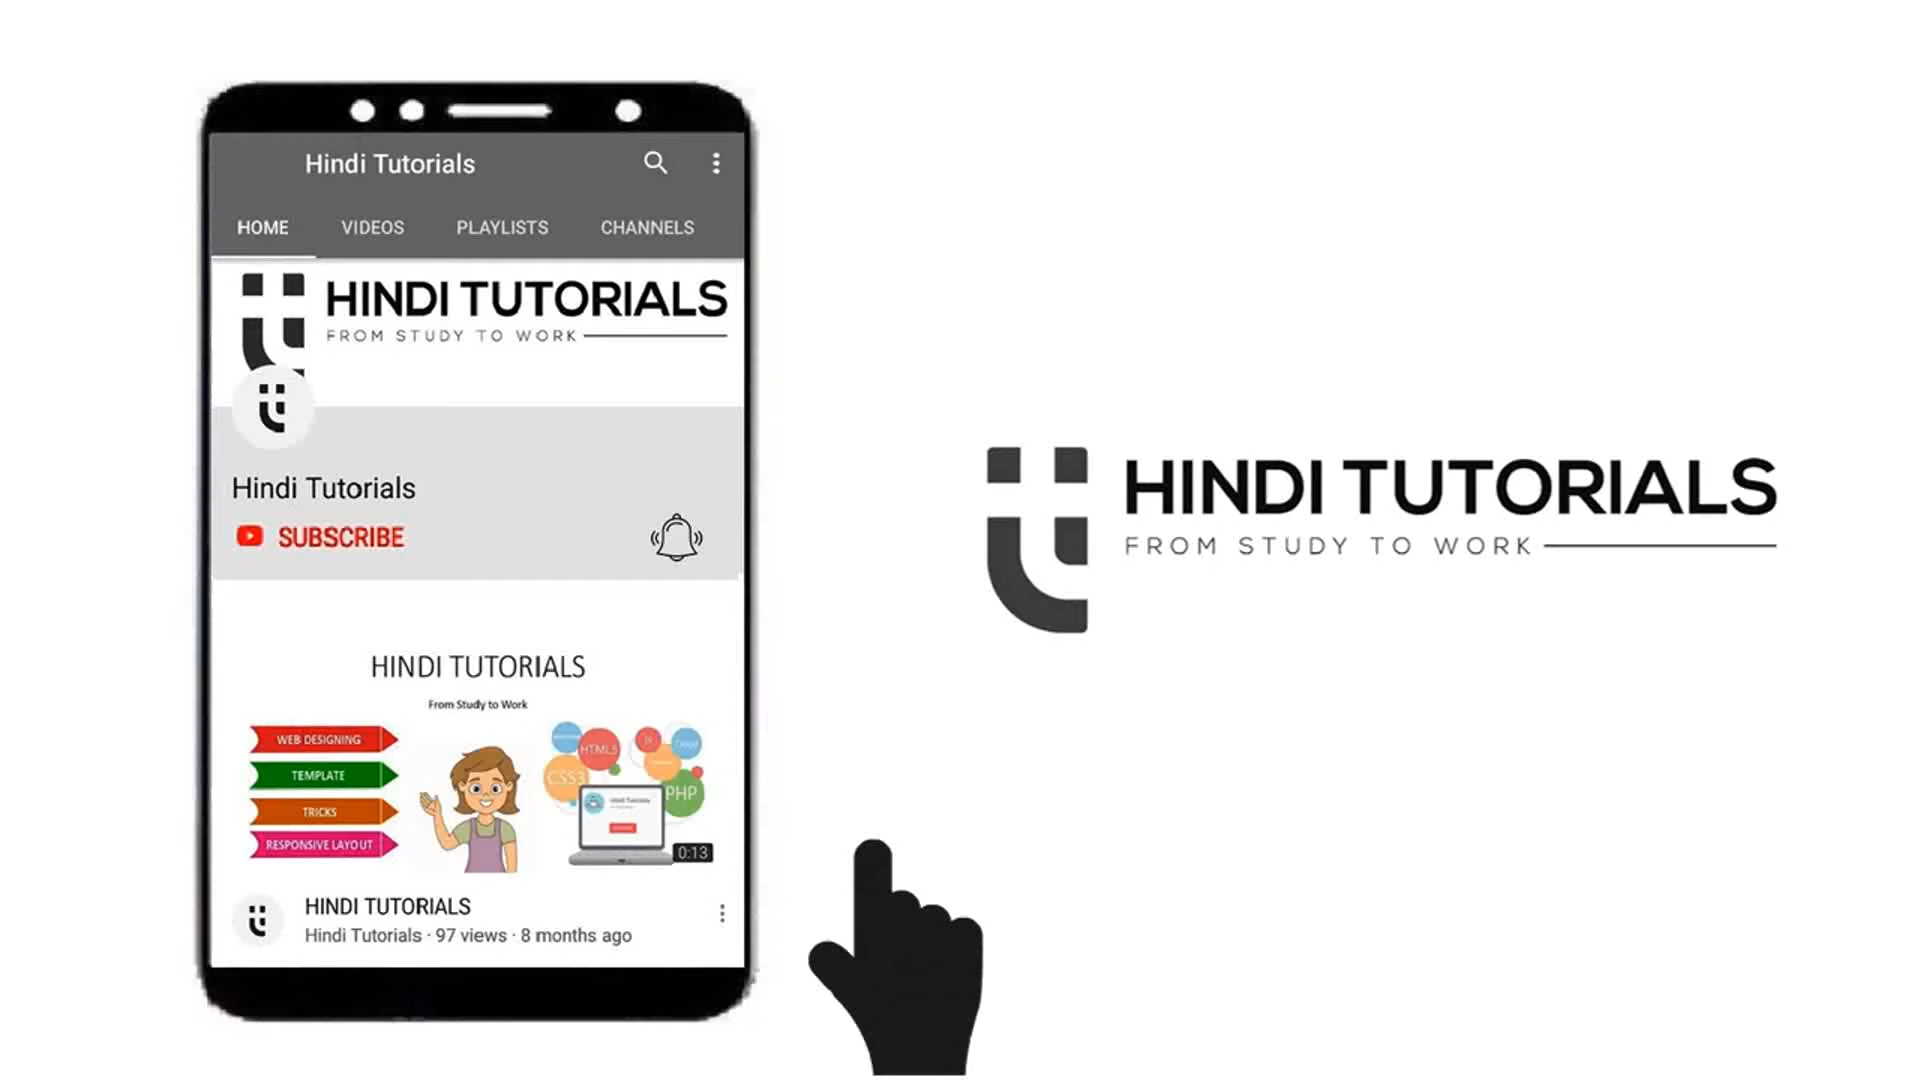 Hindi Tutorials
HOME VIDEOS PLAYLISTS CHANNELS
HINDI TUTORIALS
FROM STUDY TO WORK
Hindi Tutorials
SUBSCRIBE
HINDI TUTORIALS
From Study to Work
WEB DESIGNING
TEMPLATE
TRICKS
RESPONSIVE LAYOUT
HTML5
CSS3
PHP
0:13
HINDI TUTORIALS
Hindi Tutorials · 97 views · 8 months ago
HINDI TUTORIALS
FROM STUDY TO WORK